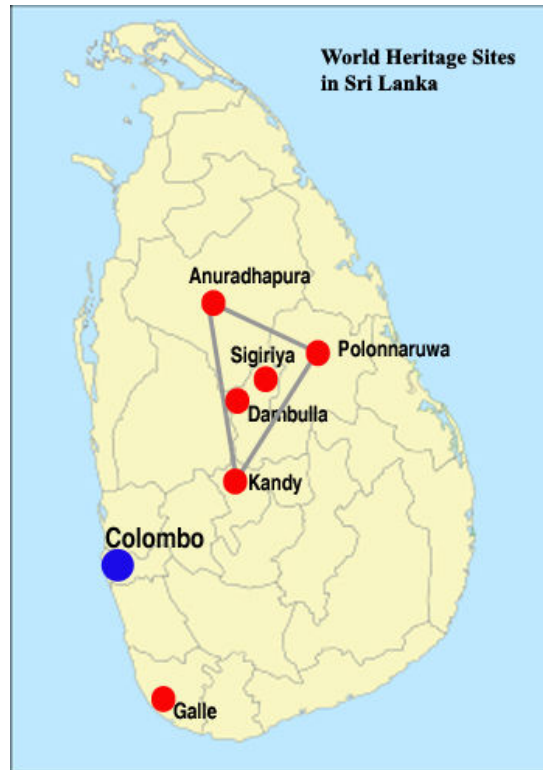 World Heritage Sites
in Sri Lanka
Anuradhapura
Sigiriya
Polonnaruwa
Dambulla
Kandy
Colombo
Galle